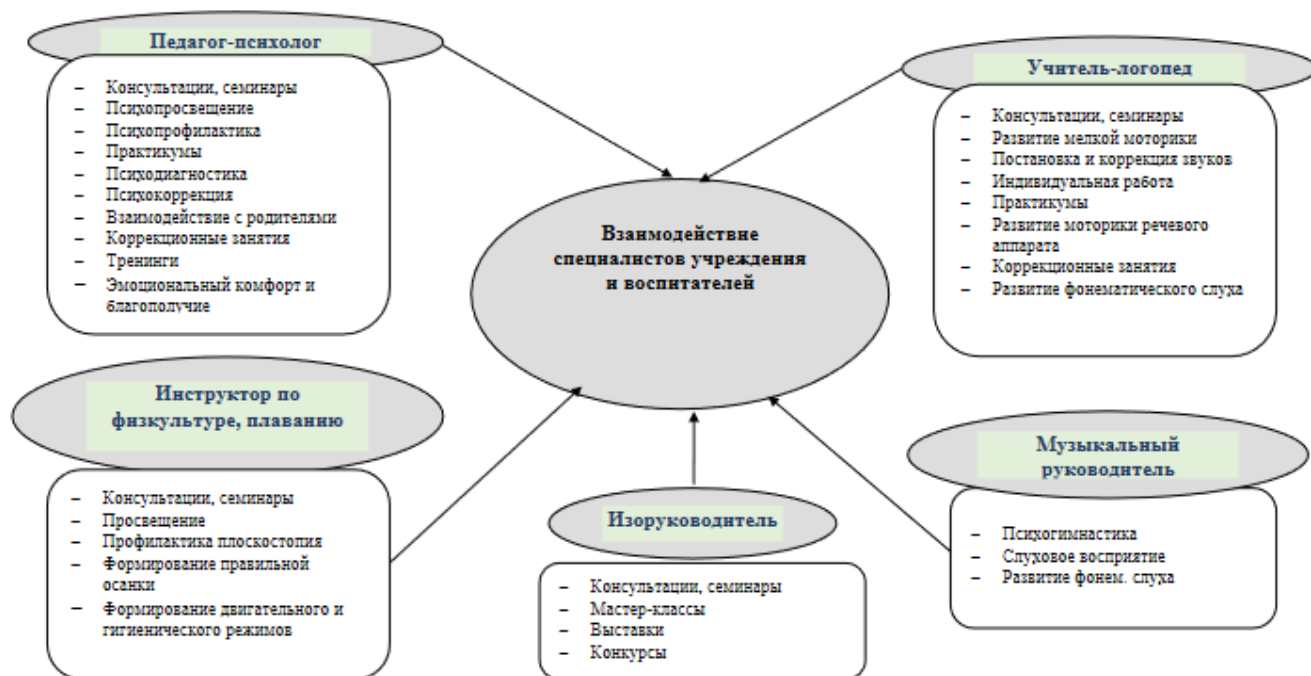 Педагог-психолог
– Консультации, семинары
– Психопросвещение
– Психопрофилактика
– Практикумы
– Психодиагностика
– Психокоррекция
– Взаимодействие с родителями
– Коррекционные занятия
– Тренинги
– Эмоциональный комфорт и
благополучие
Учитель-логопед
– Консультации, семинары
– Развитие мелкой моторики
– Постановка и коррекция звуков
– Индивидуальная работа
– Практикумы
– Развитие моторики речевого
аппарата
– Коррекционные занятия
– Развитие фонематического слуха
Взаимодействие
специалистов учреждения
и воспитателей
Инструктор по
физкультуре, плаванию
– Консультации, семинары
– Просвещение
– Профилактика плоскостопия
– Формирование правильной
осанки
– Формирование двигательного и
гигиенического режимов
Изоруководитель
– Консультации, семинары
– Мастер-классы
– Выставки
– Конкурсы
Музыкальный
руководитель
– Психогимнастика
– Слуховое восприятие
– Развитие фонем. слуха